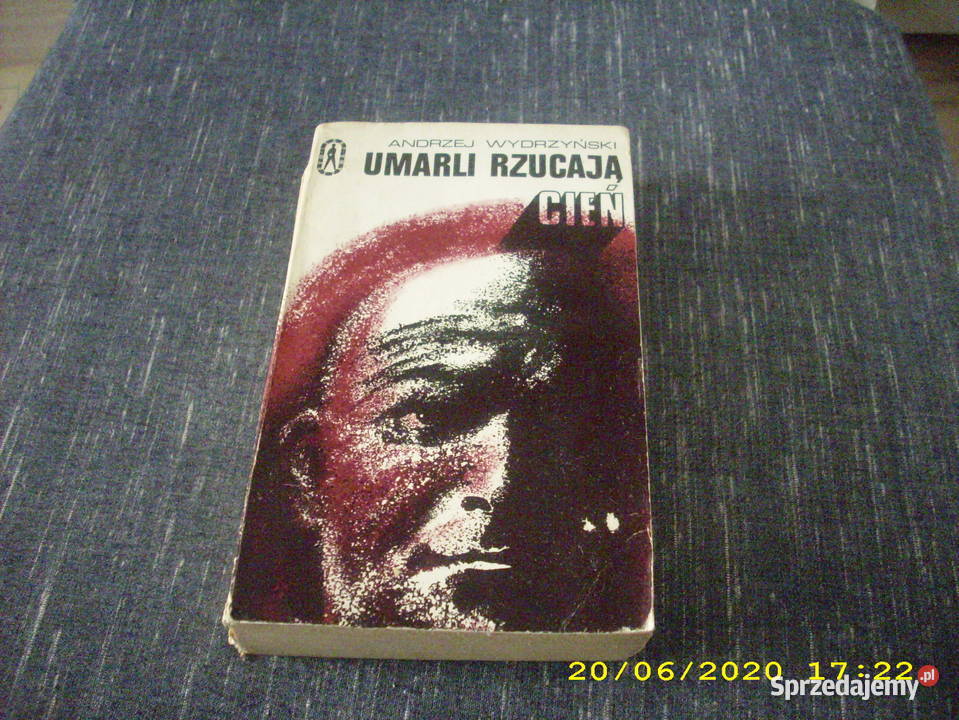 ANDRZEJ WYDRZYŃSKI
UMARLI RZUCAJĄ
CIEŃ
20/06/2020 17:22
Sprzedajemy.pl